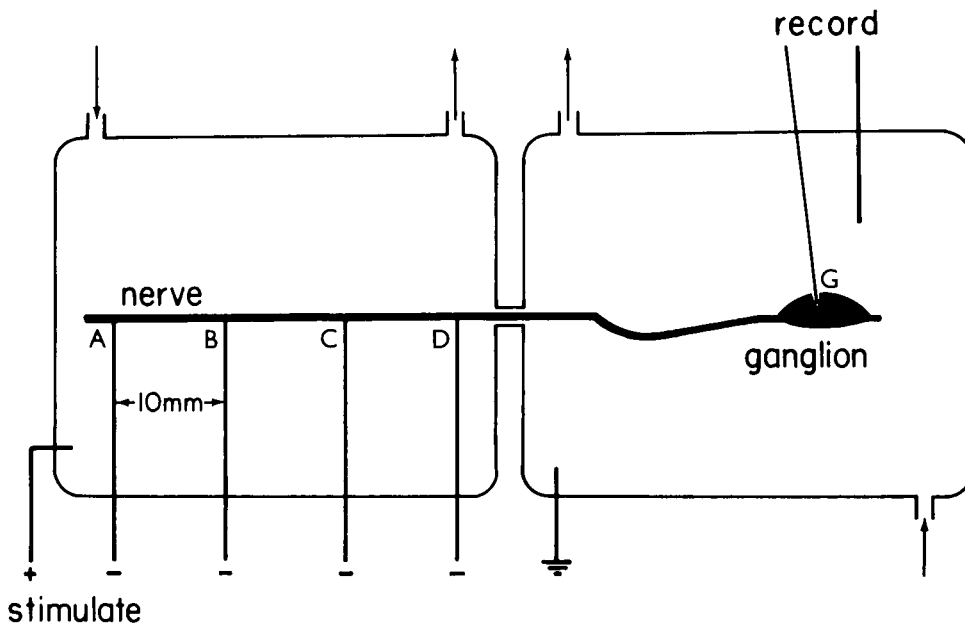 record
nerve
G
A
B
C
D
ganglion
10mm
+
−
−
−
−
stimulate